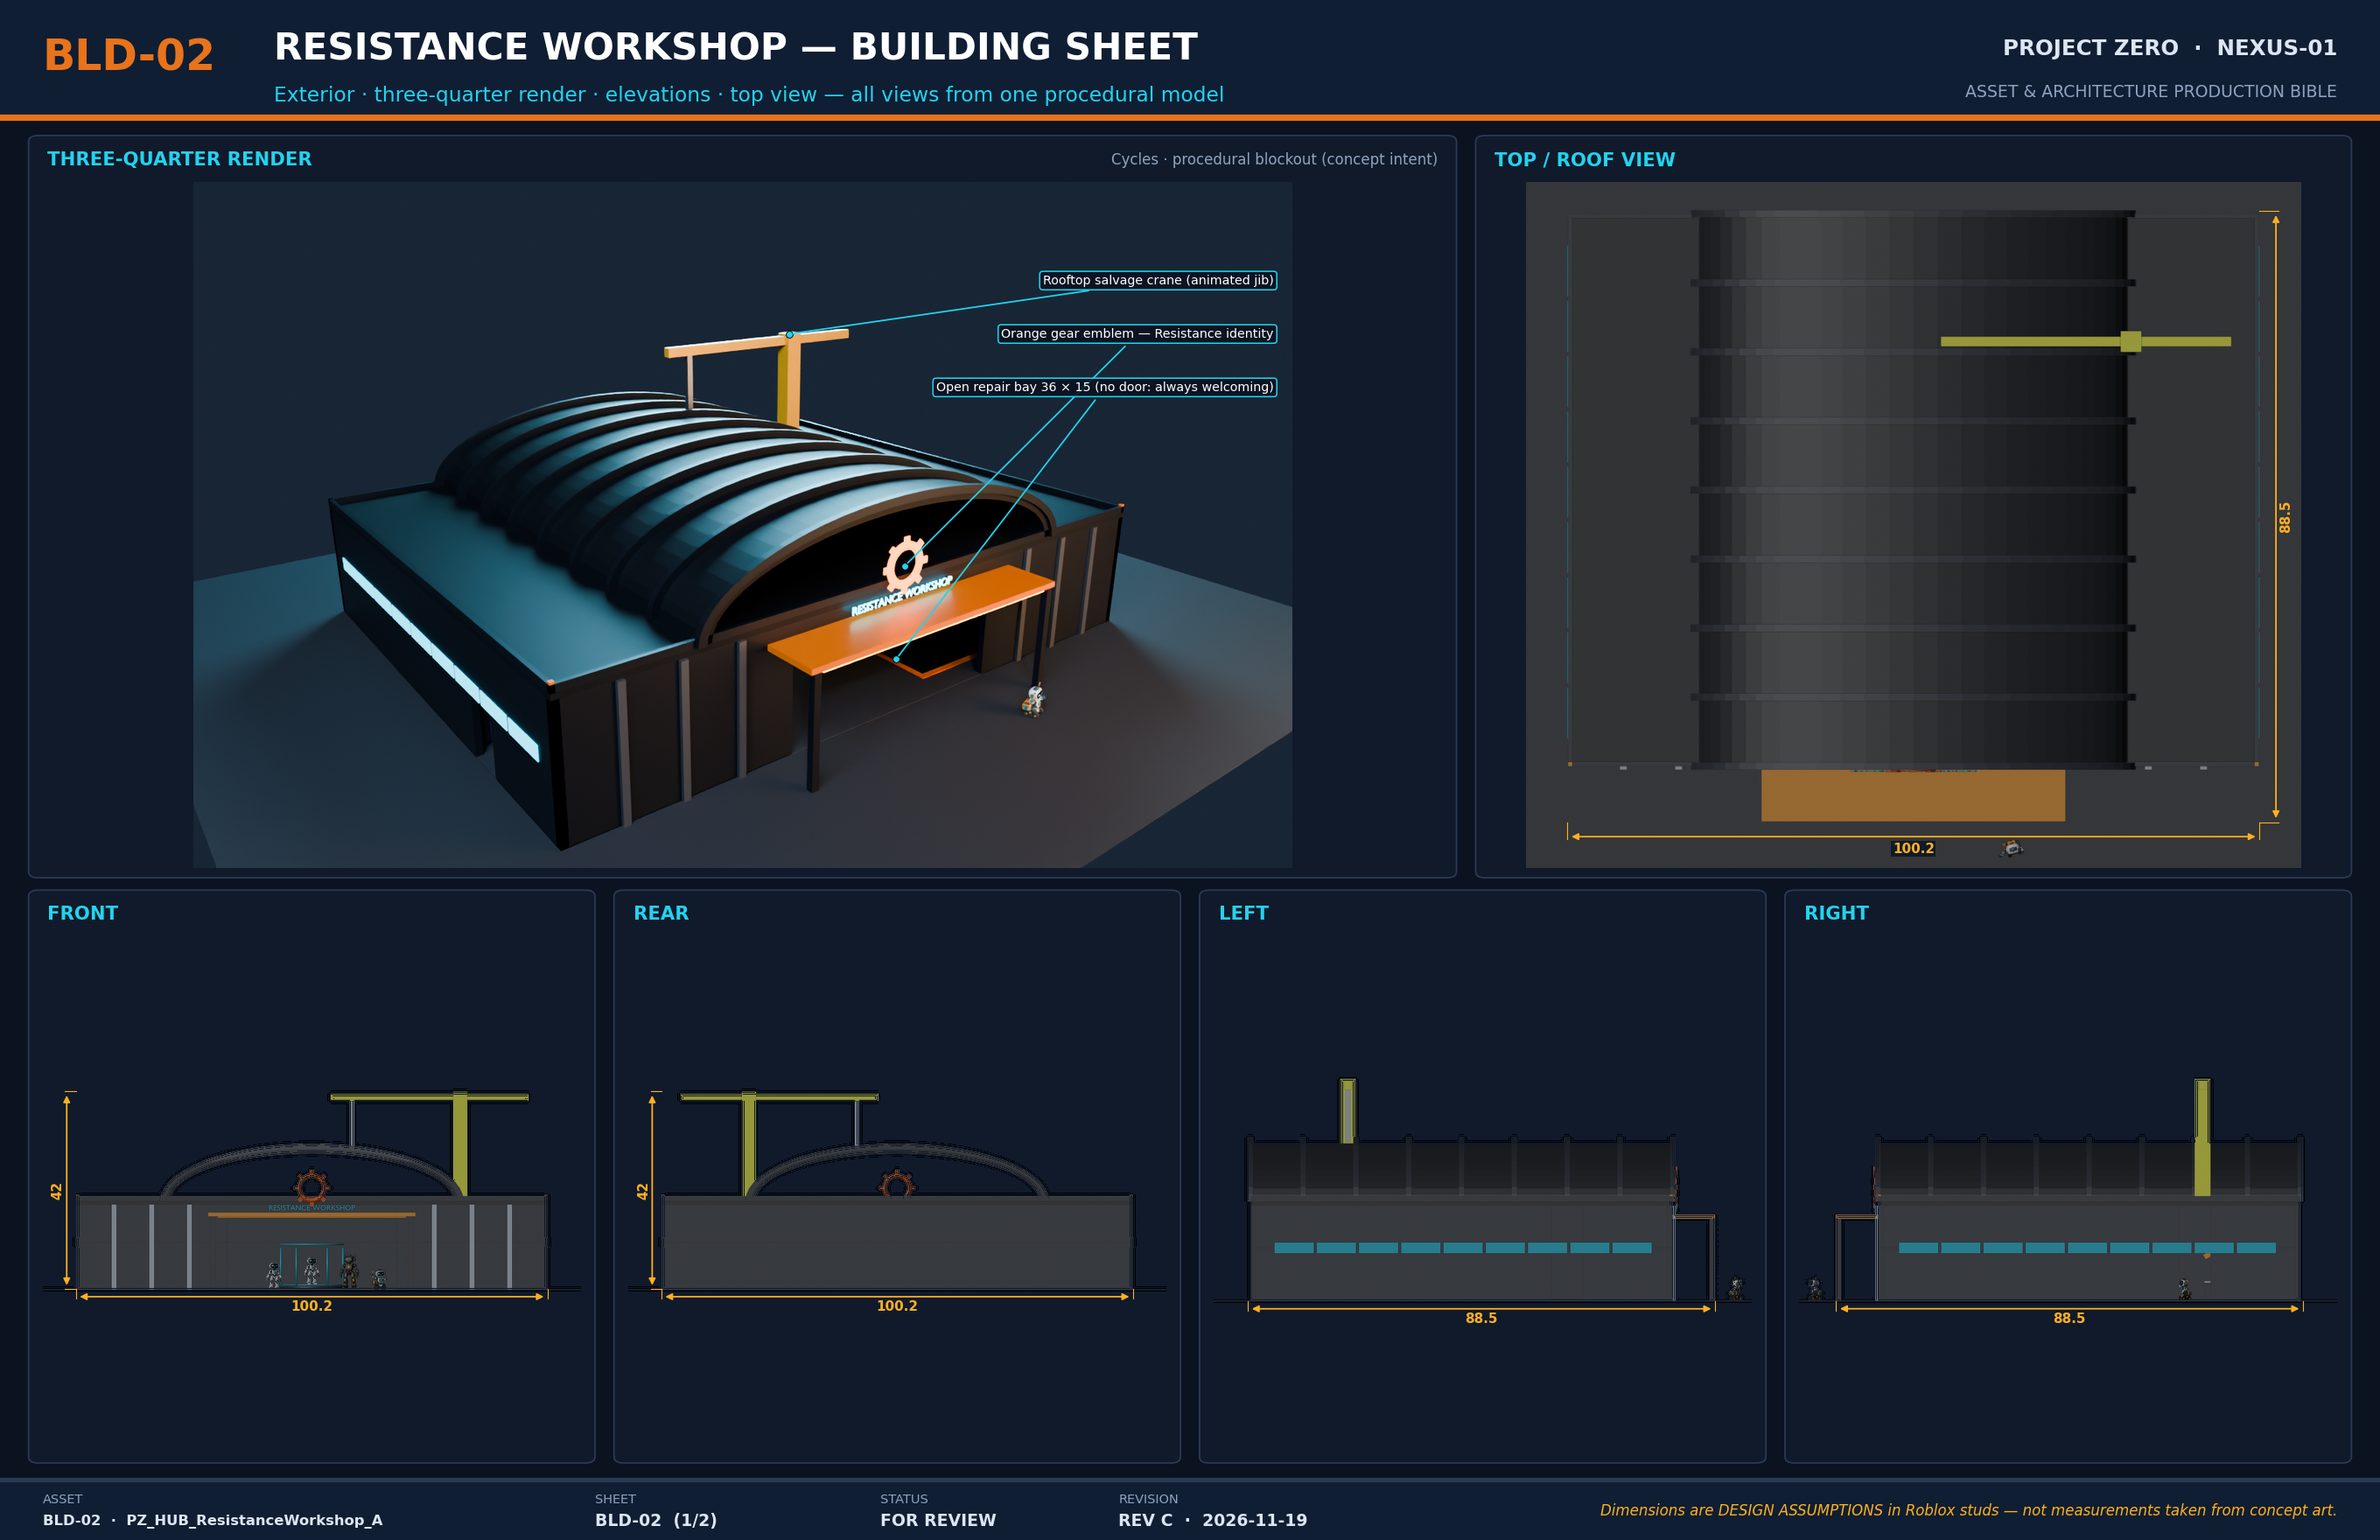 BLD-02
RESISTANCE WORKSHOP — BUILDING SHEET
Exterior · three-quarter render · elevations · top view — all views from one procedural model
PROJECT ZERO · NEXUS-01
ASSET & ARCHITECTURE PRODUCTION BIBLE
THREE-QUARTER RENDER
Cycles · procedural blockout (concept intent)
Rooftop salvage crane (animated jib)
Orange gear emblem — Resistance identity
Open repair bay 36 × 15 (no door: always welcoming)
RESISTANCE WORKSHOP
TOP / ROOF VIEW
88.5
100.2
FRONT
42
RESISTANCE WORKSHOP
100.2
REAR
42
100.2
LEFT
88.5
RIGHT
88.5
ASSET
BLD-02 · PZ_HUB_ResistanceWorkshop_A
SHEET
BLD-02 (1/2)
STATUS
FOR REVIEW
REVISION
REV C · 2026-11-19
Dimensions are DESIGN ASSUMPTIONS in Roblox studs — not measurements taken from concept art.